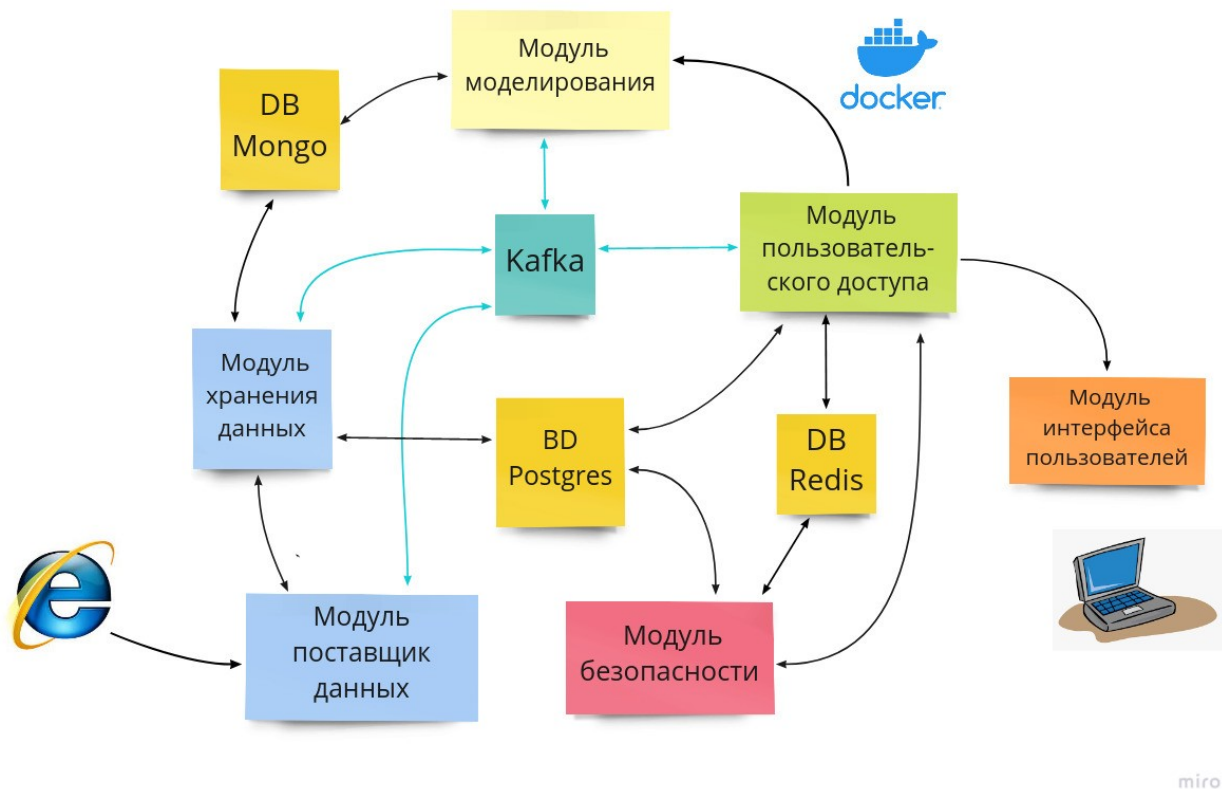 Модуль
моделирования
docker
DB
Mongo
Модуль
пользователь-
ского доступа
Kafka
Модуль
хранения
данных
BD
Postgres
DB
Redis
Модуль
интерфейса
пользователей
Модуль
поставщик
данных
Модуль
безопасности
miro